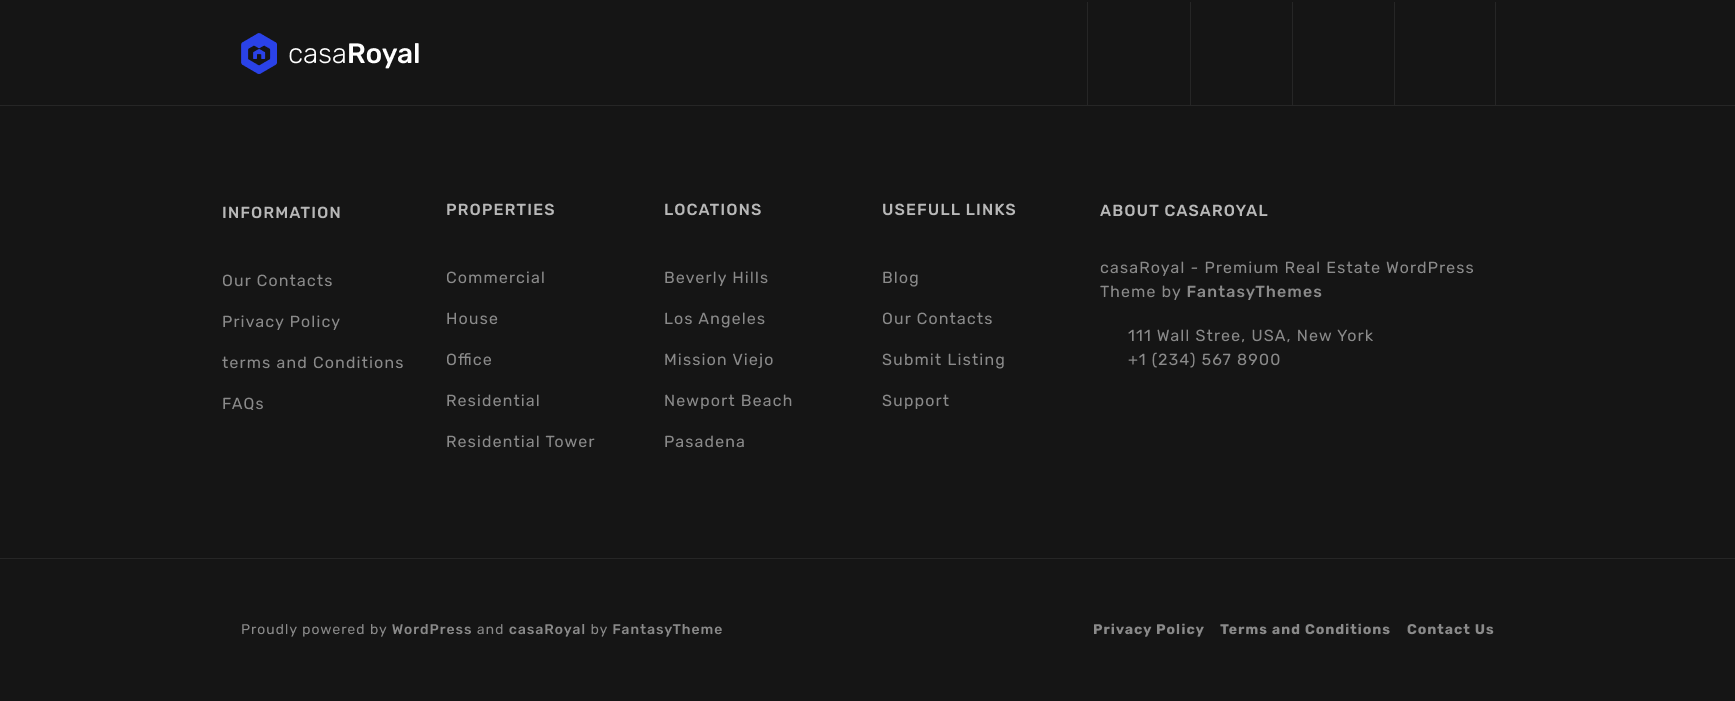 casaRoyal
INFORMATION
Our Contacts
Privacy Policy
terms and Conditions
FAQs
PROPERTIES
Commercial
House
Office
Residential
Residential Tower
LOCATIONS
Beverly Hills
Los Angeles
Mission Viejo
Newport Beach
Pasadena
USEFULL LINKS
Blog
Our Contacts
Submit Listing
Support
ABOUT CASAROYAL
casaRoyal - Premium Real Estate WordPress
Theme by FantasyThemes
111 Wall Stree, USA, New York
+1 (234) 567 8900
Proudly powered by WordPress and casaRoyal by FantasyTheme
Privacy Policy Terms and Conditions Contact Us